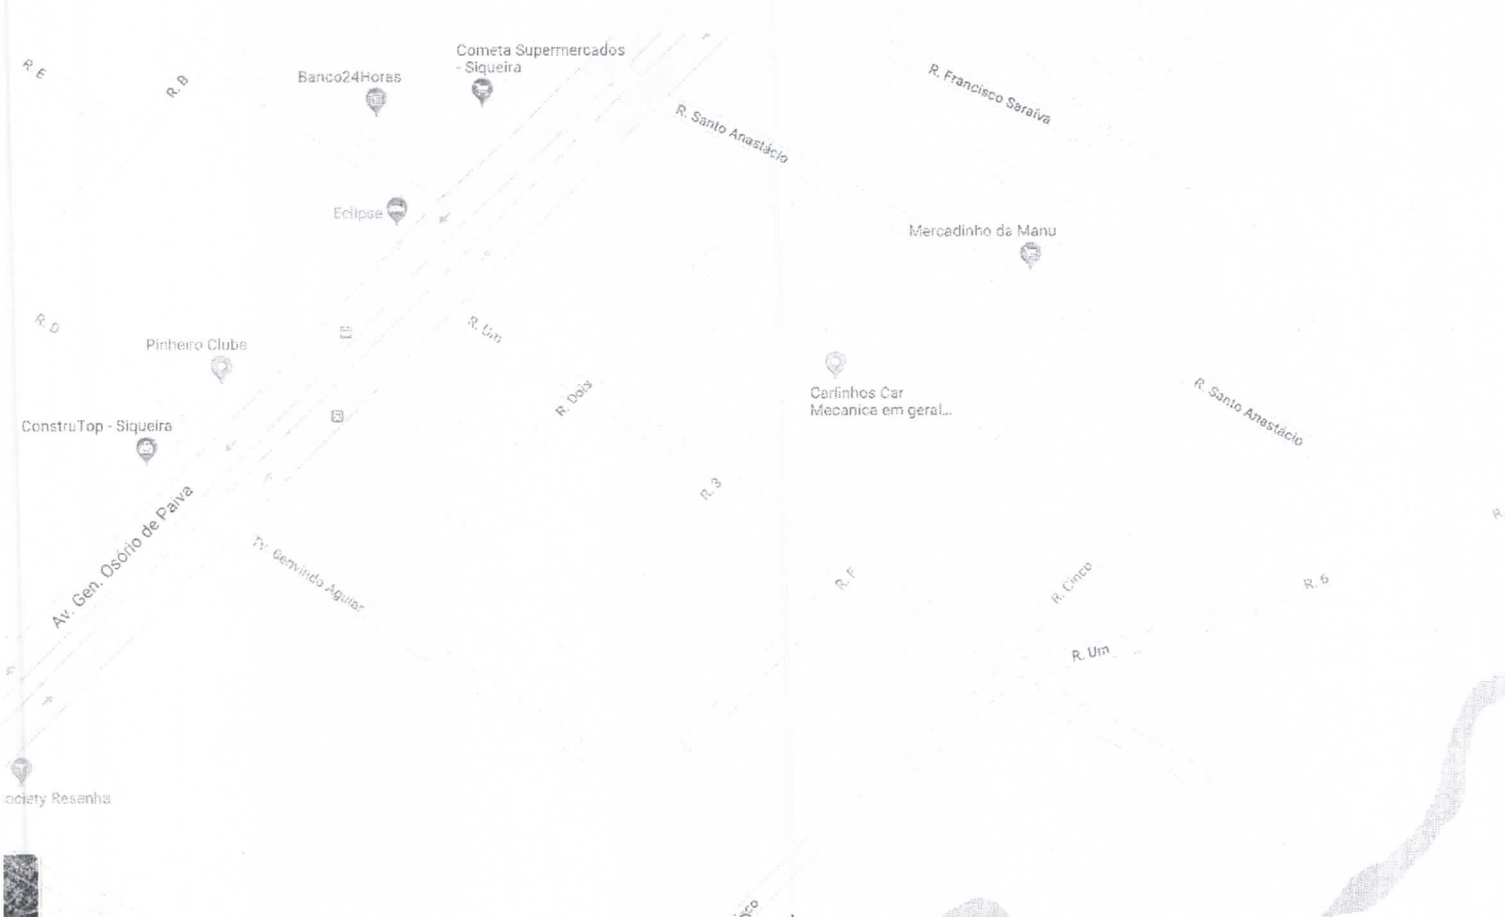 Cometa Supermercados
- Siqueira
Banco24Horas
R. E
R. B
R. Francisco Saraiva
R. Santo Anastácio
Eclipse
Mercadinho da Manu
R. D
R. Um
Pinheiro Clube
R. Dois
Carlinhos Car
Mecanica em geral...
R. Santo Anastácio
ConstruTop - Siqueira
R. 3
Av. Gen. Osório de Paiva
Tv. Genvindo Aguiar
R. F
R. Cinco
R. 6
R.
R. Um
ociety Resenha